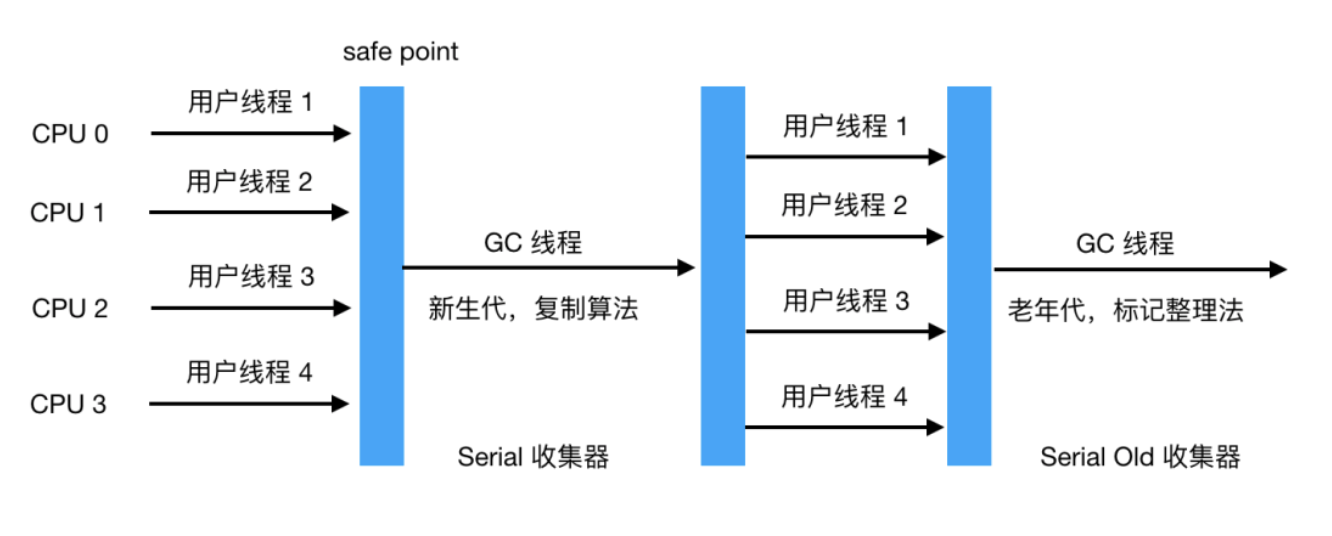 safe point
CPU 0
用户线程 1
CPU 1
用户线程 2
CPU 2
用户线程 3
CPU 3
用户线程 4
GC 线程
新生代，复制算法
Serial 收集器
用户线程 1
用户线程 2
用户线程 3
用户线程 4
GC 线程
老年代，标记整理法
Serial Old 收集器